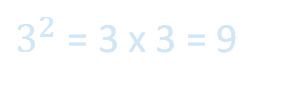 3² = 3 x 3 = 9